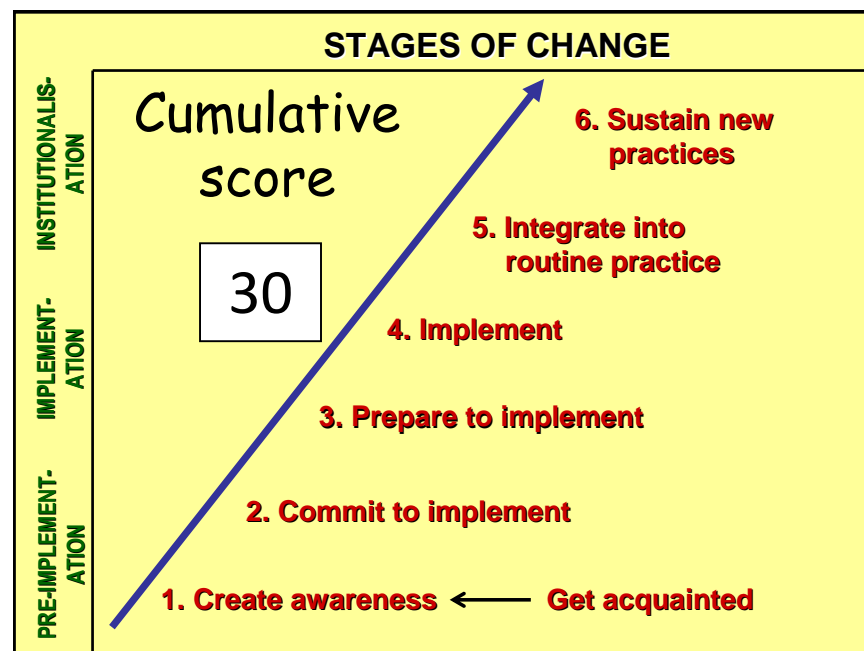 STAGES OF CHANGE
INSTITUTIONALIS-
ATION
IMPLEMENT-
ATION
PRE-IMPLEMENT-
ATION
Cumulative
score
30
6. Sustain new
practices
5. Integrate into
routine practice
4. Implement
3. Prepare to implement
2. Commit to implement
1. Create awareness
Get acquainted